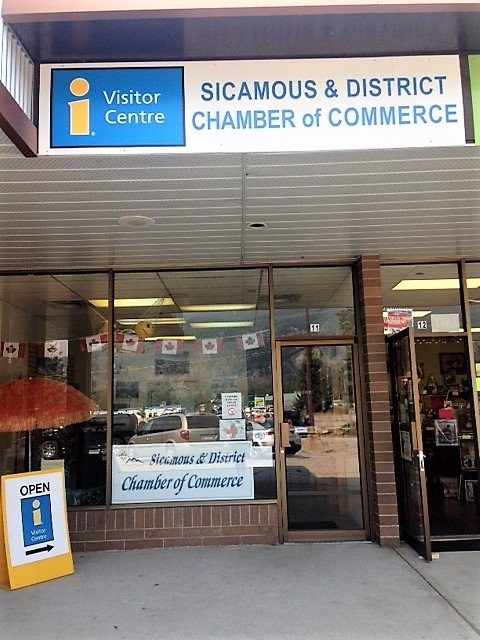 i Visitor Centre
SICAMOUS & DISTRICT
CHAMBER of COMMERCE
11
12
Sicamous & District
Chamber of Commerce
OPEN
i
Visitor
Centre